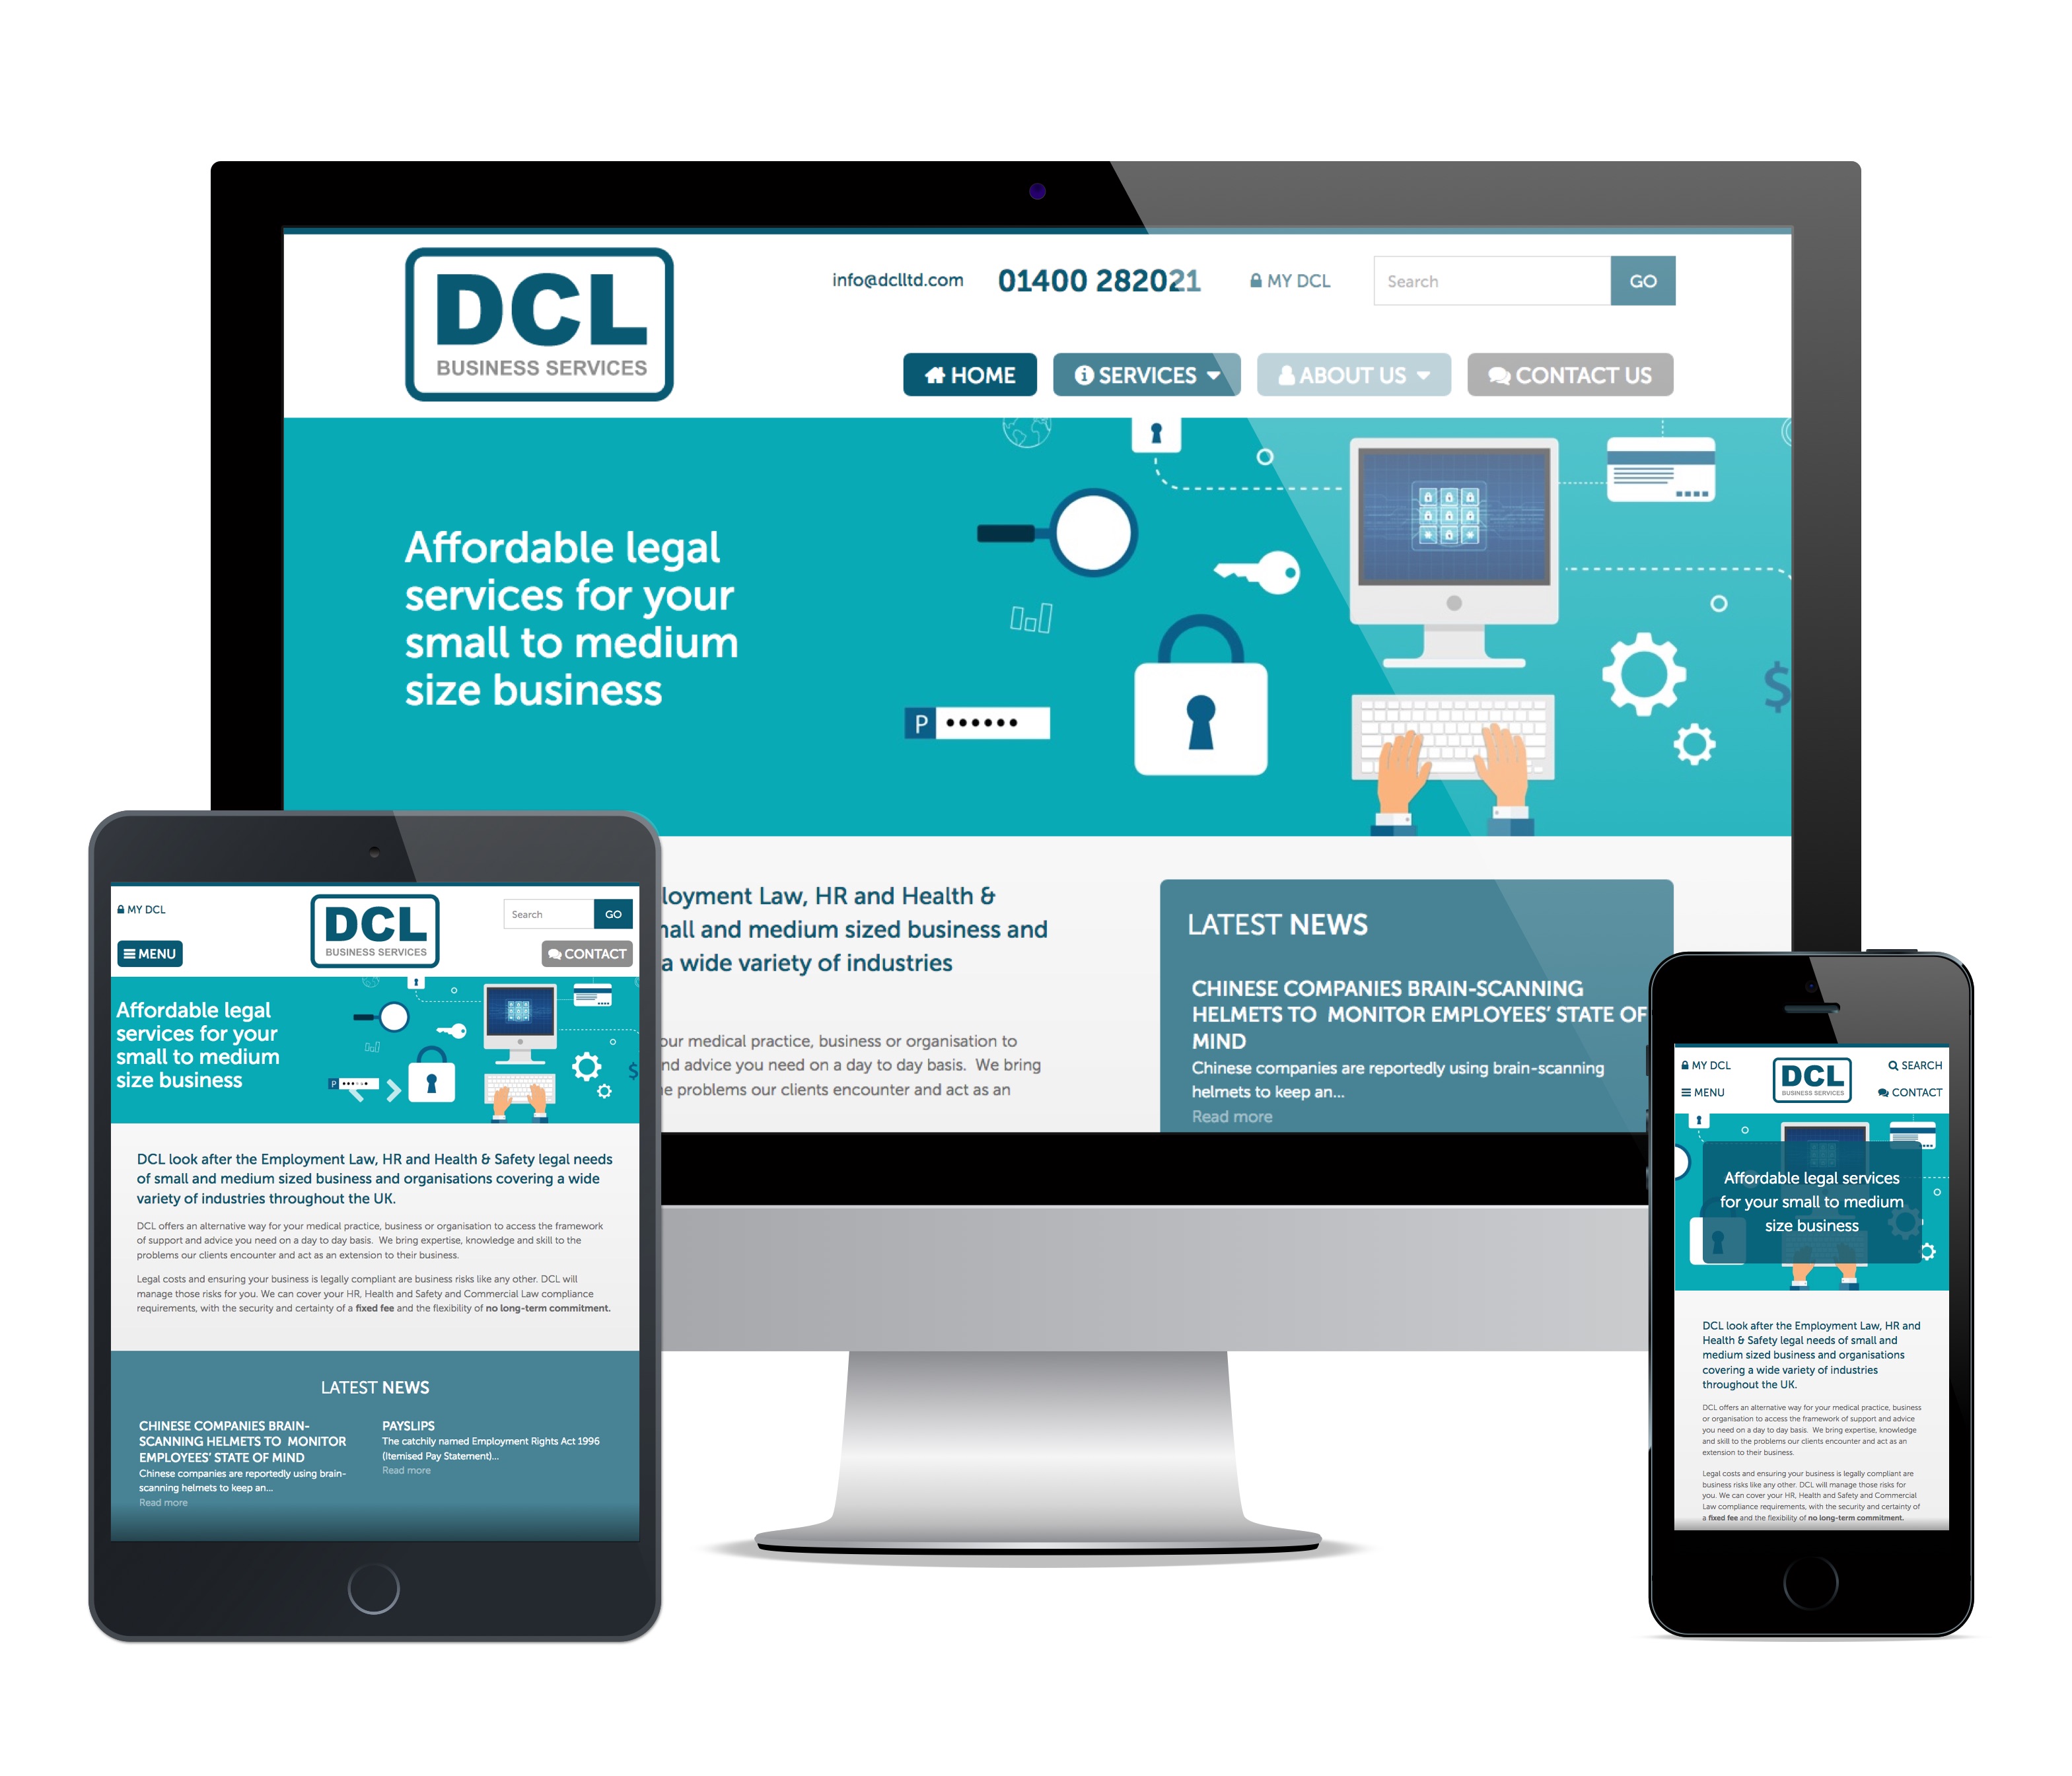 DCL
BUSINESS SERVICES
info@dclltd.com
01400 282021
MY DCL
Search
GO
HOME
SERVICES
ABOUT US
CONTACT US
Affordable legal
services for your
small to medium
size business
P
$
loyment Law, HR and Health &
all and medium sized business and
a wide variety of industries
our medical practice, business or organisation to
nd advice you need on a day to day basis. We bring
e problems our clients encounter and act as an
LATEST NEWS
CHINESE COMPANIES BRAIN-SCANNING
HELMETS TO MONITOR EMPLOYEES’ STATE OF
MIND
Chinese companies are reportedly using brain-scanning
helmets to keep an...
Read more
MY DCL
DCL
BUSINESS SERVICES
Search
GO
MENU
CONTACT
Affordable legal
services for your
small to medium
size business
P
$
DCL look after the Employment Law, HR and Health & Safety legal needs
of small and medium sized business and organisations covering a wide
variety of industries throughout the UK.
DCL offers an alternative way for your medical practice, business or organisation to access the framework
of support and advice you need on a day to day basis. We bring expertise, knowledge and skill to the
problems our clients encounter and act as an extension to their business.
Legal costs and ensuring your business is legally compliant are business risks like any other. DCL will
manage those risks for you. We can cover your HR, Health and Safety and Commercial Law compliance
requirements, with the security and certainty of a fixed fee and the flexibility of no long-term commitment.
LATEST NEWS
CHINESE COMPANIES BRAIN-
SCANNING HELMETS TO MONITOR
EMPLOYEES’ STATE OF MIND
Chinese companies are reportedly using brain-
scanning helmets to keep an...
Read more
PAYSLIPS
The catchily named Employment Rights Act 1996
(Itemised Pay Statement)...
Read more
MY DCL
DCL
BUSINESS SERVICES
SEARCH
MENU
CONTACT
Affordable legal services
for your small to medium
size business
DCL look after the Employment Law, HR and
Health & Safety legal needs of small and
medium sized business and organisations
covering a wide variety of industries
throughout the UK.
DCL offers an alternative way for your medical practice, business
or organisation to access the framework of support and advice
you need on a day to day basis. We bring expertise, knowledge
and skill to the problems our clients encounter and act as an
extension to their business.
Legal costs and ensuring your business is legally compliant are
business risks like any other. DCL will manage those risks for
you. We can cover your HR, Health and Safety and Commercial
Law compliance requirements, with the security and certainty of
a fixed fee and the flexibility of no long-term commitment.